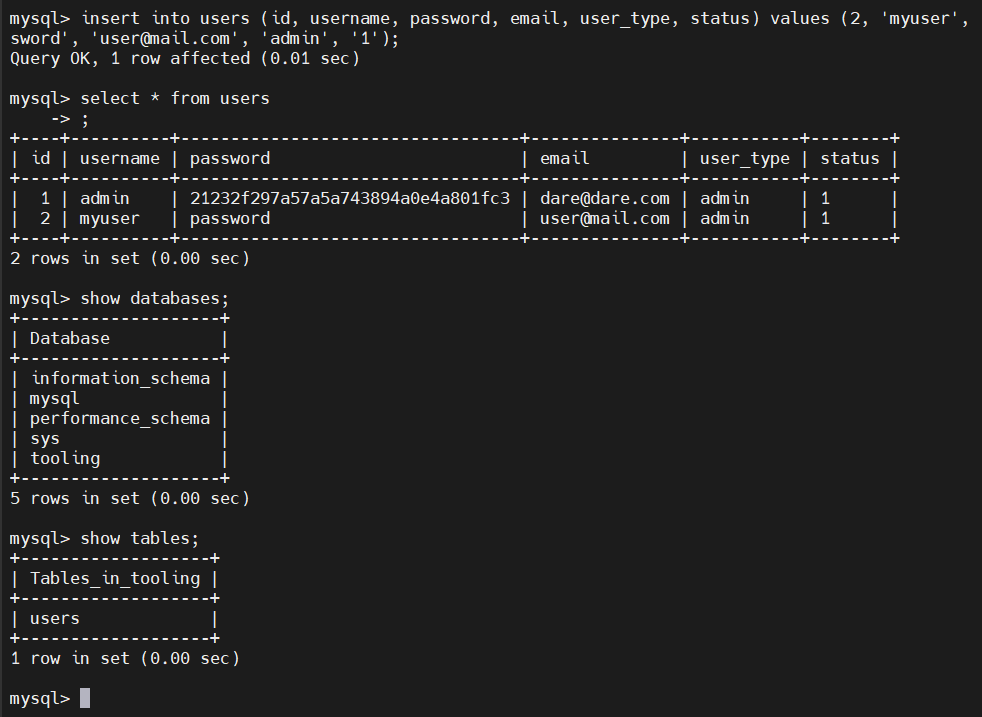 mysql> insert into users (id, username, password, email, user_type, status) values (2, 'myuser',
sword', 'user@mail.com', 'admin', '1');
Query OK, 1 row affected (0.01 sec)
mysql> select * from users
    -> ;
+----+----------+----------------------------------+---------------+-----------+--------+
| id | username | password                         | email         | user_type | status |
+----+----------+----------------------------------+---------------+-----------+--------+
|  1 | admin    | 21232f297a57a5a743894a0e4a801fc3 | dare@dare.com | admin     | 1      |
|  2 | myuser   | password                         | user@mail.com | admin     | 1      |
+----+----------+----------------------------------+---------------+-----------+--------+
2 rows in set (0.00 sec)
mysql> show databases;
+--------------------+
| Database           |
+--------------------+
| information_schema |
| mysql              |
| performance_schema |
| sys                |
| tooling            |
+--------------------+
5 rows in set (0.00 sec)
mysql> show tables;
+-------------------+
| Tables_in_tooling |
+-------------------+
| users             |
+-------------------+
1 row in set (0.00 sec)
mysql>